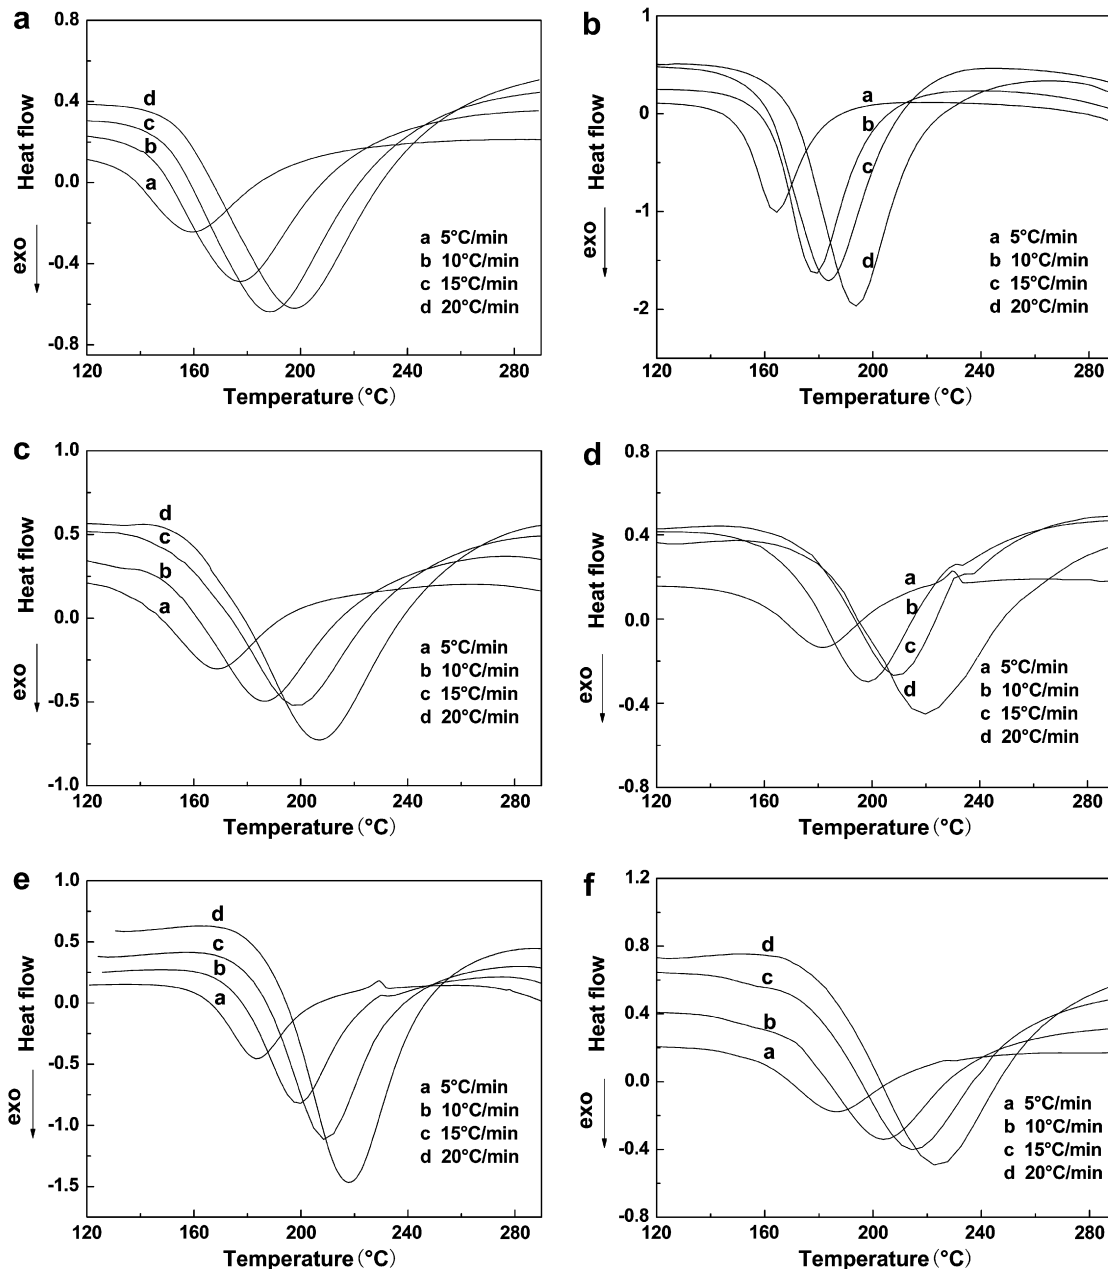 a
0.8
0.4
0.0
-0.4
-0.8
Heat flow
exo
d
c
b
a
a 5°C/min
b 10°C/min
c 15°C/min
d 20°C/min
120 160 200 240 280
Temperature (°C)
b
1
0
-1
-2
Heat flow
exo
a
b
c
d
a 5°C/min
b 10°C/min
c 15°C/min
d 20°C/min
120 160 200 240 280
Temperature (°C)
c
1.0
0.5
0.0
-0.5
-1.0
Heat flow
exo
d
c
b
a
a 5°C/min
b 10°C/min
c 15°C/min
d 20°C/min
120 160 200 240 280
Temperature (°C)
d
0.8
0.4
0.0
-0.4
-0.8
Heat flow
exo
a
b
c
d
a 5°C/min
b 10°C/min
c 15°C/min
d 20°C/min
120 160 200 240 280
Temperature (°C)
e
1.0
0.5
0.0
-0.5
-1.0
-1.5
Heat flow
exo
d
c
b
a
a 5°C/min
b 10°C/min
c 15°C/min
d 20°C/min
120 160 200 240 280
Temperature (°C)
f
1.2
0.8
0.4
0.0
-0.4
-0.8
Heat flow
exo
d
c
b
a
a 5°C/min
b 10°C/min
c 15°C/min
d 20°C/min
120 160 200 240 280
Temperature (°C)